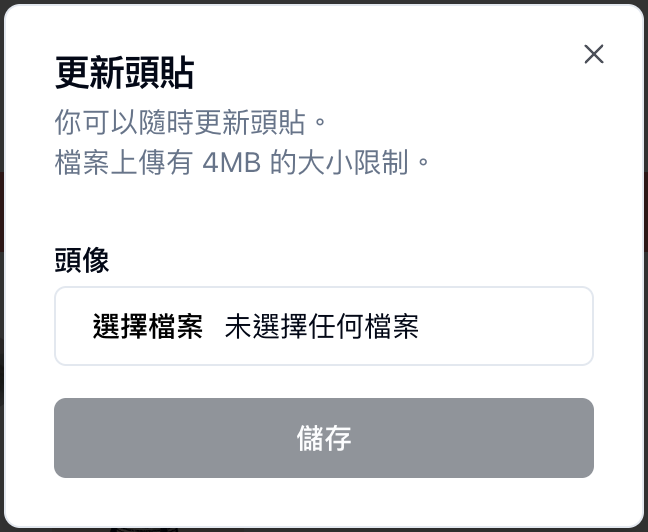 更新頭貼
你可以隨時更新頭貼。
檔案上傳有 4MB 的大小限制。
頭像
選擇檔案 未選擇任何檔案
儲存